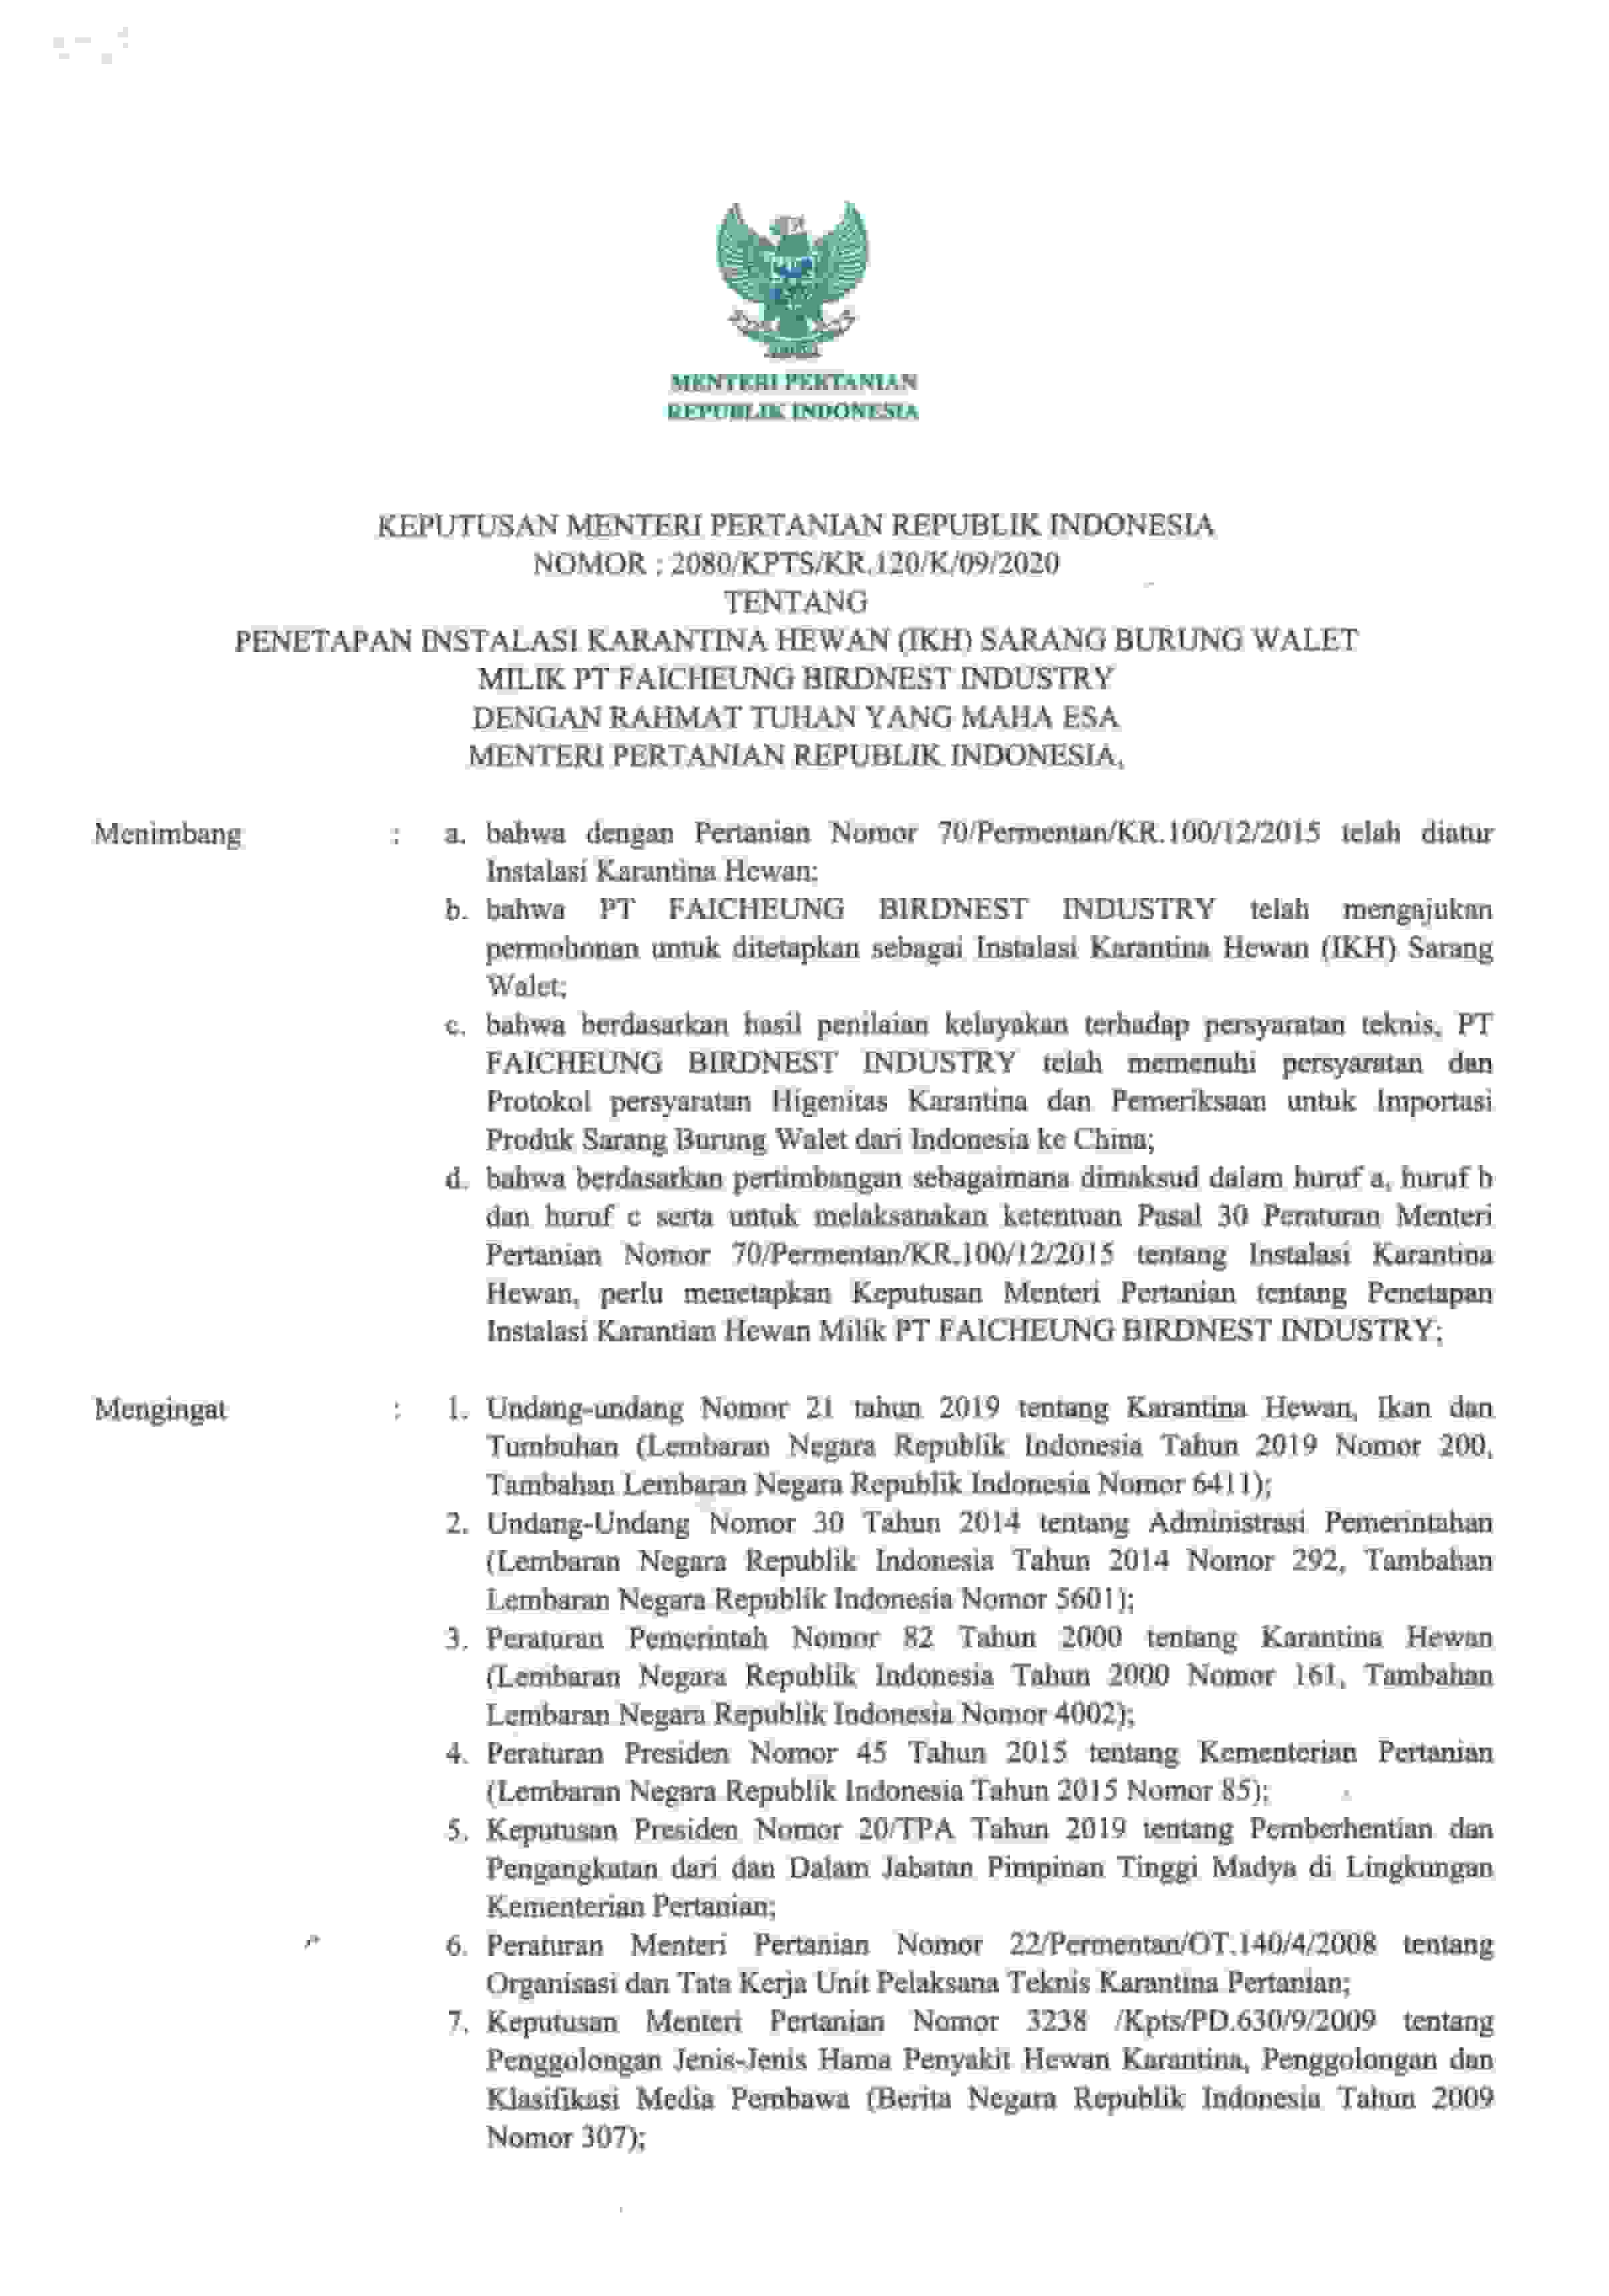 MENTERI PERTANIAN
REPUBLIK INDONESIA
KEPUTUSAN MENTERI PERTANIAN REPUBLIK INDONESIA
NOMOR : 2080/KPTS/KR.120/K/09/2020
TENTANG
PENETAPAN INSTALASI KARANTINA HEWAN (IKH) SARANG BURUNG WALET
MILIK PT FAICHEUNG BIRDNEST INDUSTRY
DENGAN RAHMAT TUHAN YANG MAHA ESA
MENTERI PERTANIAN REPUBLIK INDONESIA,
Menimbang : a. bahwa dengan Pertanian Nomor 70/Permentan/KR.100/12/2015 telah diatur
Instalasi Karantina Hewan;
b. bahwa PT FAICHEUNG BIRDNEST INDUSTRY telah mengajukan
permohonan untuk ditetapkan sebagai Instalasi Karantina Hewan (IKH) Sarang
Walet;
c. bahwa berdasarkan hasil penilaian kelayakan terhadap persyaratan teknis, PT
FAICHEUNG BIRDNEST INDUSTRY telah memenuhi persyaratan dan
Protokol persyaratan Higenitas Karantina dan Pemeriksaan untuk Importasi
Produk Sarang Burung Walet dari Indonesia ke China;
d. bahwa berdasarkan pertimbangan sebagaimana dimaksud dalam huruf a, huruf b
dan huruf c serta untuk melaksanakan ketentuan Pasal 30 Peraturan Menteri
Pertanian Nomor 70/Permentan/KR.100/12/2015 tentang Instalasi Karantina
Hewan, perlu menetapkan Keputusan Menteri Pertanian tentang Penetapan
Instalasi Karantian Hewan Milik PT FAICHEUNG BIRDNEST INDUSTRY;
Mengingat : 1. Undang-undang Nomor 21 tahun 2019 tentang Karantina Hewan, Ikan dan
Tumbuhan (Lembaran Negara Republik Indonesia Tahun 2019 Nomor 200,
Tambahan Lembaran Negara Republik Indonesia Nomor 6411);
2. Undang-Undang Nomor 30 Tahun 2014 tentang Administrasi Pemerintahan
(Lembaran Negara Republik Indonesia Tahun 2014 Nomor 292, Tambahan
Lembaran Negara Republik Indonesia Nomor 5601);
3. Peraturan Pemerintah Nomor 82 Tahun 2000 tentang Karantina Hewan
(Lembaran Negara Republik Indonesia Tahun 2000 Nomor 161, Tambahan
Lembaran Negara Republik Indonesia Nomor 4002);
4. Peraturan Presiden Nomor 45 Tahun 2015 tentang Kementerian Pertanian
(Lembaran Negara Republik Indonesia Tahun 2015 Nomor 85);
5. Keputusan Presiden Nomor 20/TPA Tahun 2019 tentang Pemberhentian dan
Pengangkatan dari dan Dalam Jabatan Pimpinan Tinggi Madya di Lingkungan
Kementerian Pertanian;
6. Peraturan Menteri Pertanian Nomor 22/Permentan/OT.140/4/2008 tentang
Organisasi dan Tata Kerja Unit Pelaksana Teknis Karantina Pertanian;
7. Keputusan Menteri Pertanian Nomor 3238 /Kpts/PD.630/9/2009 tentang
Penggolongan Jenis-Jenis Hama Penyakit Hewan Karantina, Penggolongan dan
Klasifikasi Media Pembawa (Berita Negara Republik Indonesia Tahun 2009
Nomor 307);